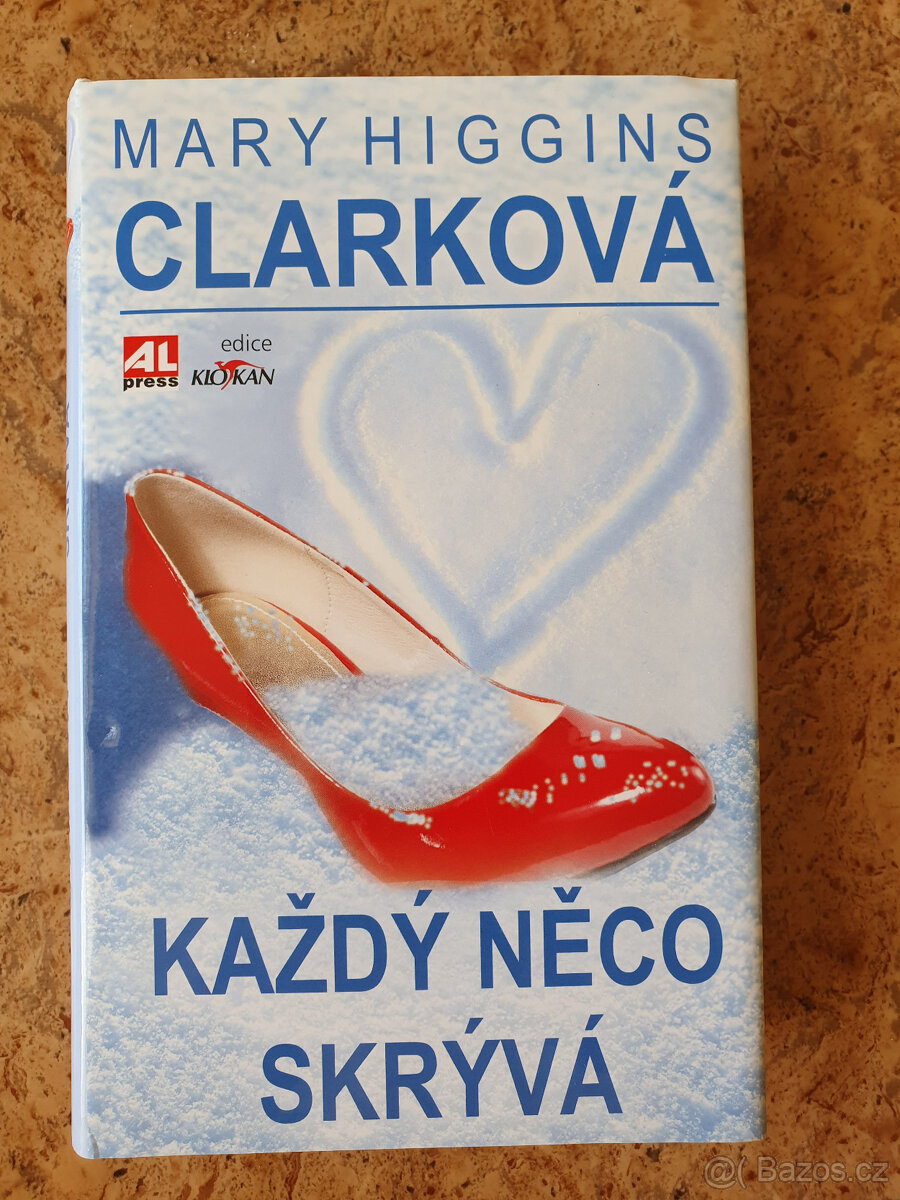 MARY HIGGINS
CLARKOVÁ
AL
press
edice
KLOKAN
KAŽDÝ NĚCO
SKRÝVÁ
@( Bazos.cz